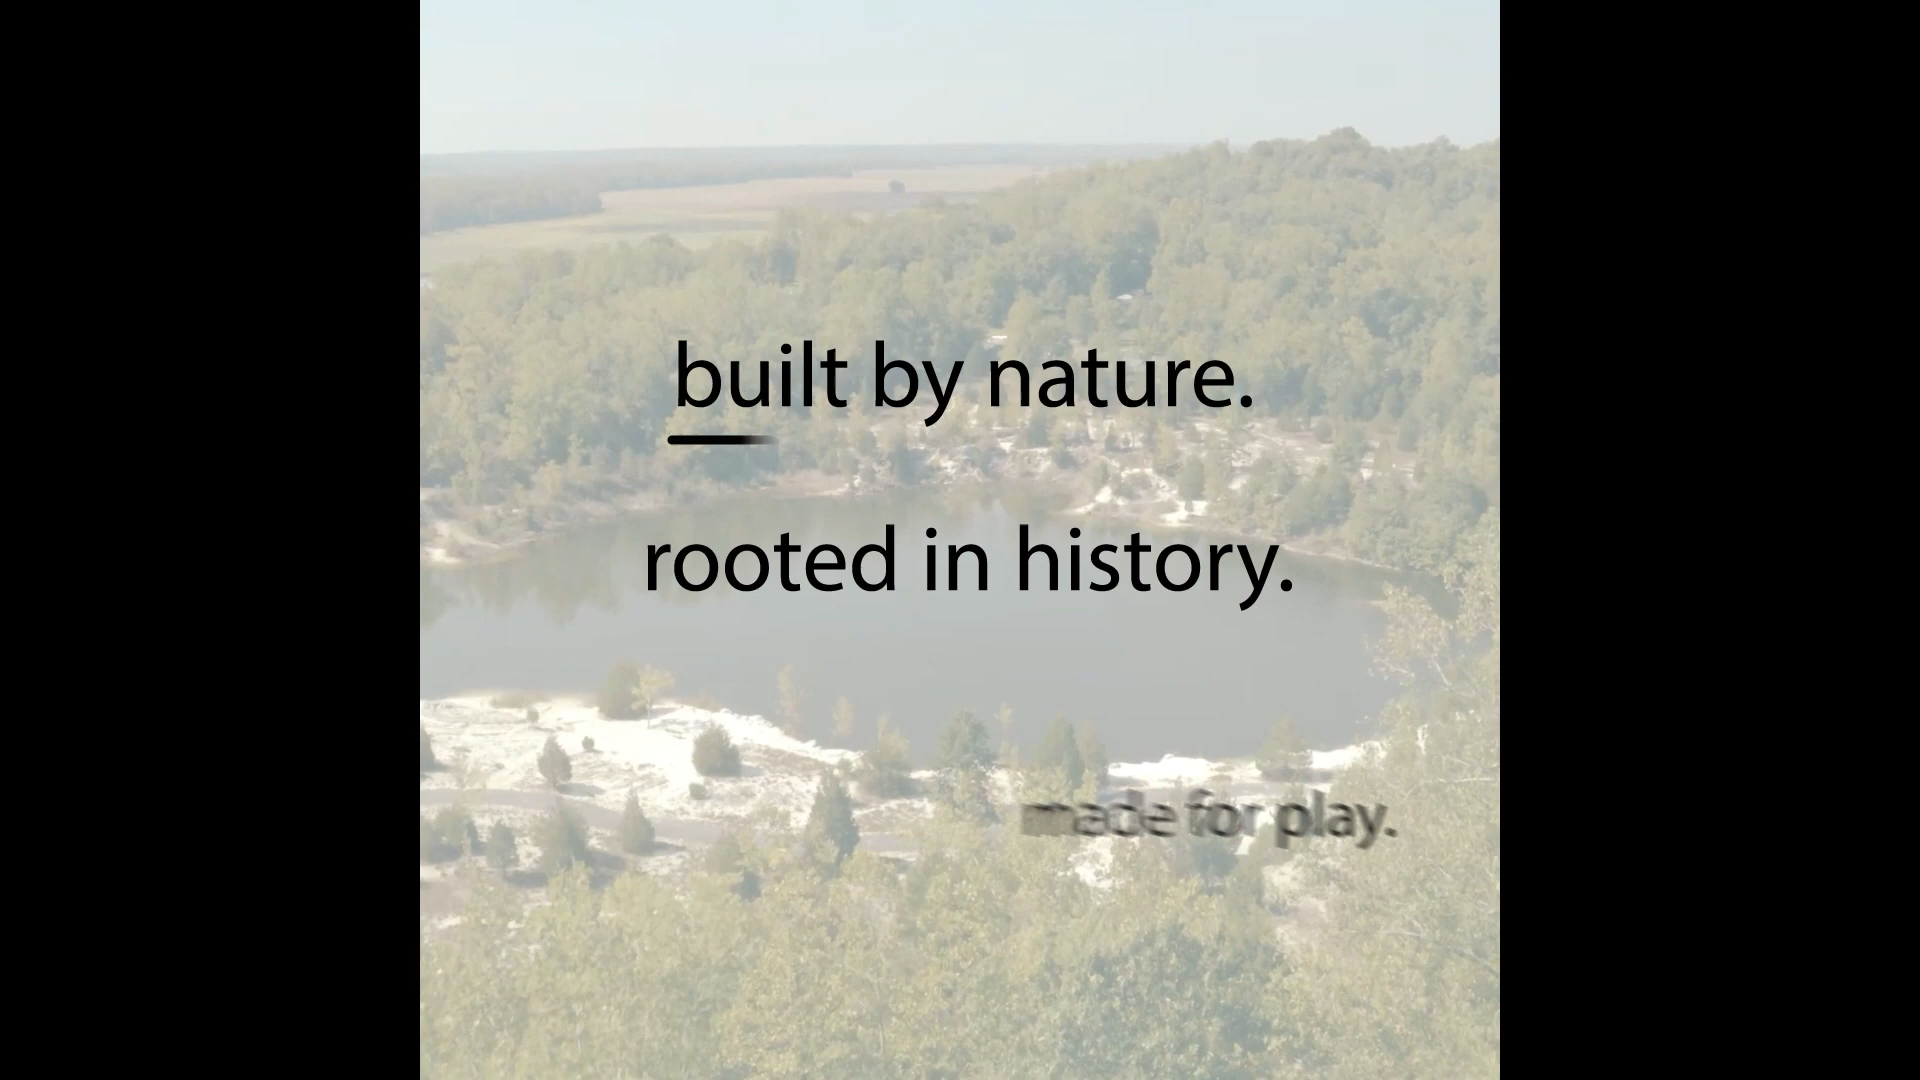 built by nature.
rooted in history.
made for play.